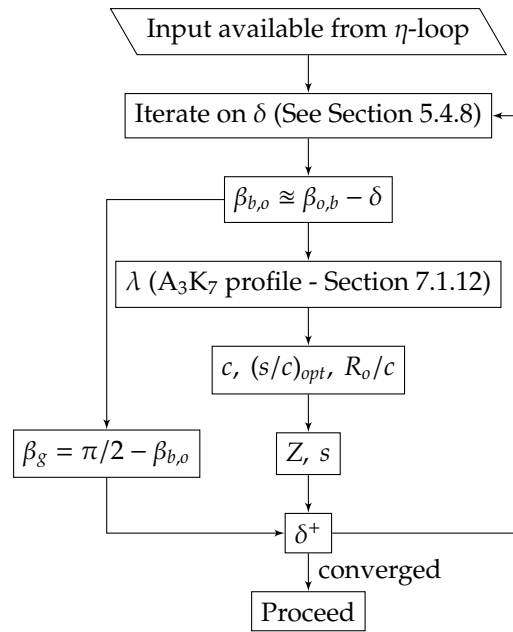 Input available from η-loop
Iterate on δ (See Section 5.4.8)
β_{b,o} ≊ β_{o,b} − δ
λ (A₃K₇ profile - Section 7.1.12)
c, (s/c)_{opt}, R_o/c
β_g = π/2 − β_{b,o}
Z, s
δ⁺
converged
Proceed